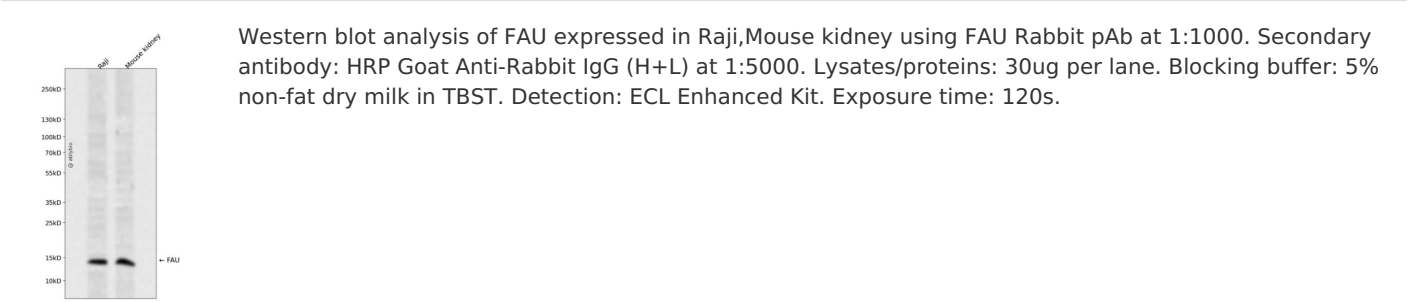 Raji
Mouse kidney
250kD
130kD
100kD
70kD
55kD
35kD
25kD
15kD
10kD
@ abbybio
← FAU
Western blot analysis of FAU expressed in Raji,Mouse kidney using FAU Rabbit pAb at 1:1000. Secondary
antibody: HRP Goat Anti-Rabbit IgG (H+L) at 1:5000. Lysates/proteins: 30ug per lane. Blocking buffer: 5%
non-fat dry milk in TBST. Detection: ECL Enhanced Kit. Exposure time: 120s.